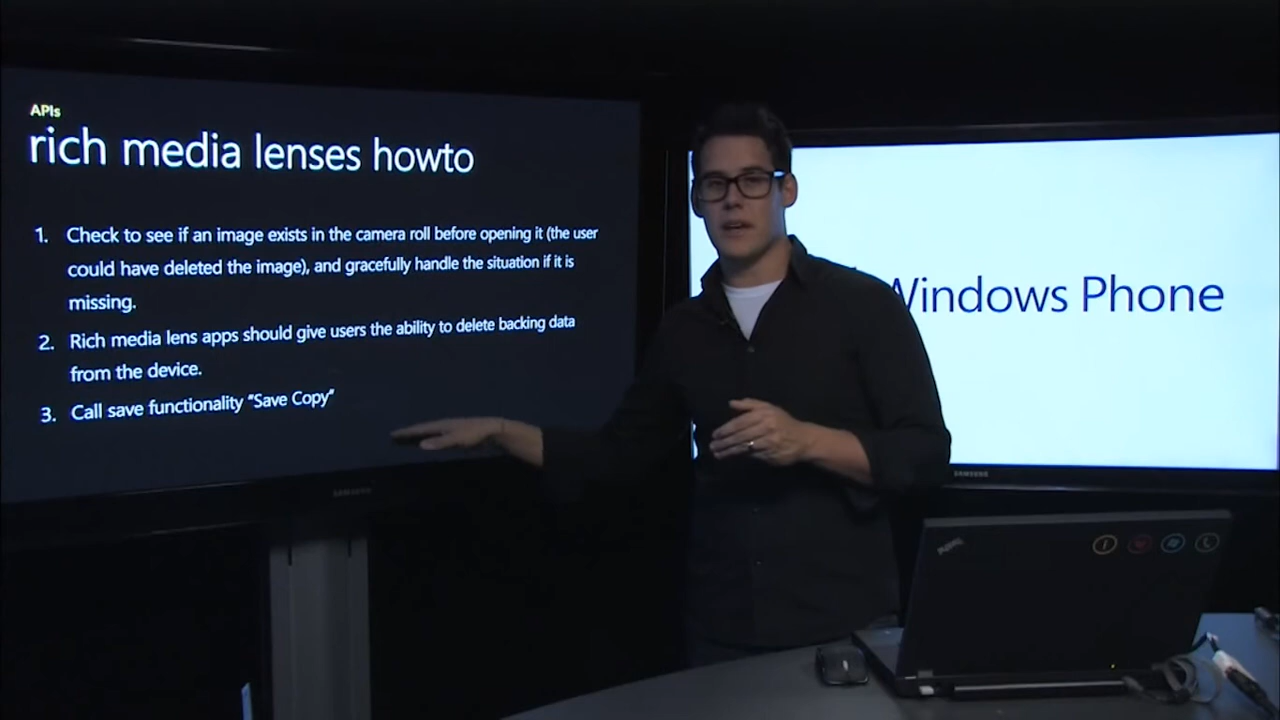 APIs
rich media lenses howto
1. Check to see if an image exists in the camera roll before opening it (the user
could have deleted the image), and gracefully handle the situation if it is
missing.
2. Rich media lens apps should give users the ability to delete backing data
from the device.
3. Call save functionality "Save Copy"
Windows Phone
SAMSUNG
SAMSUNG